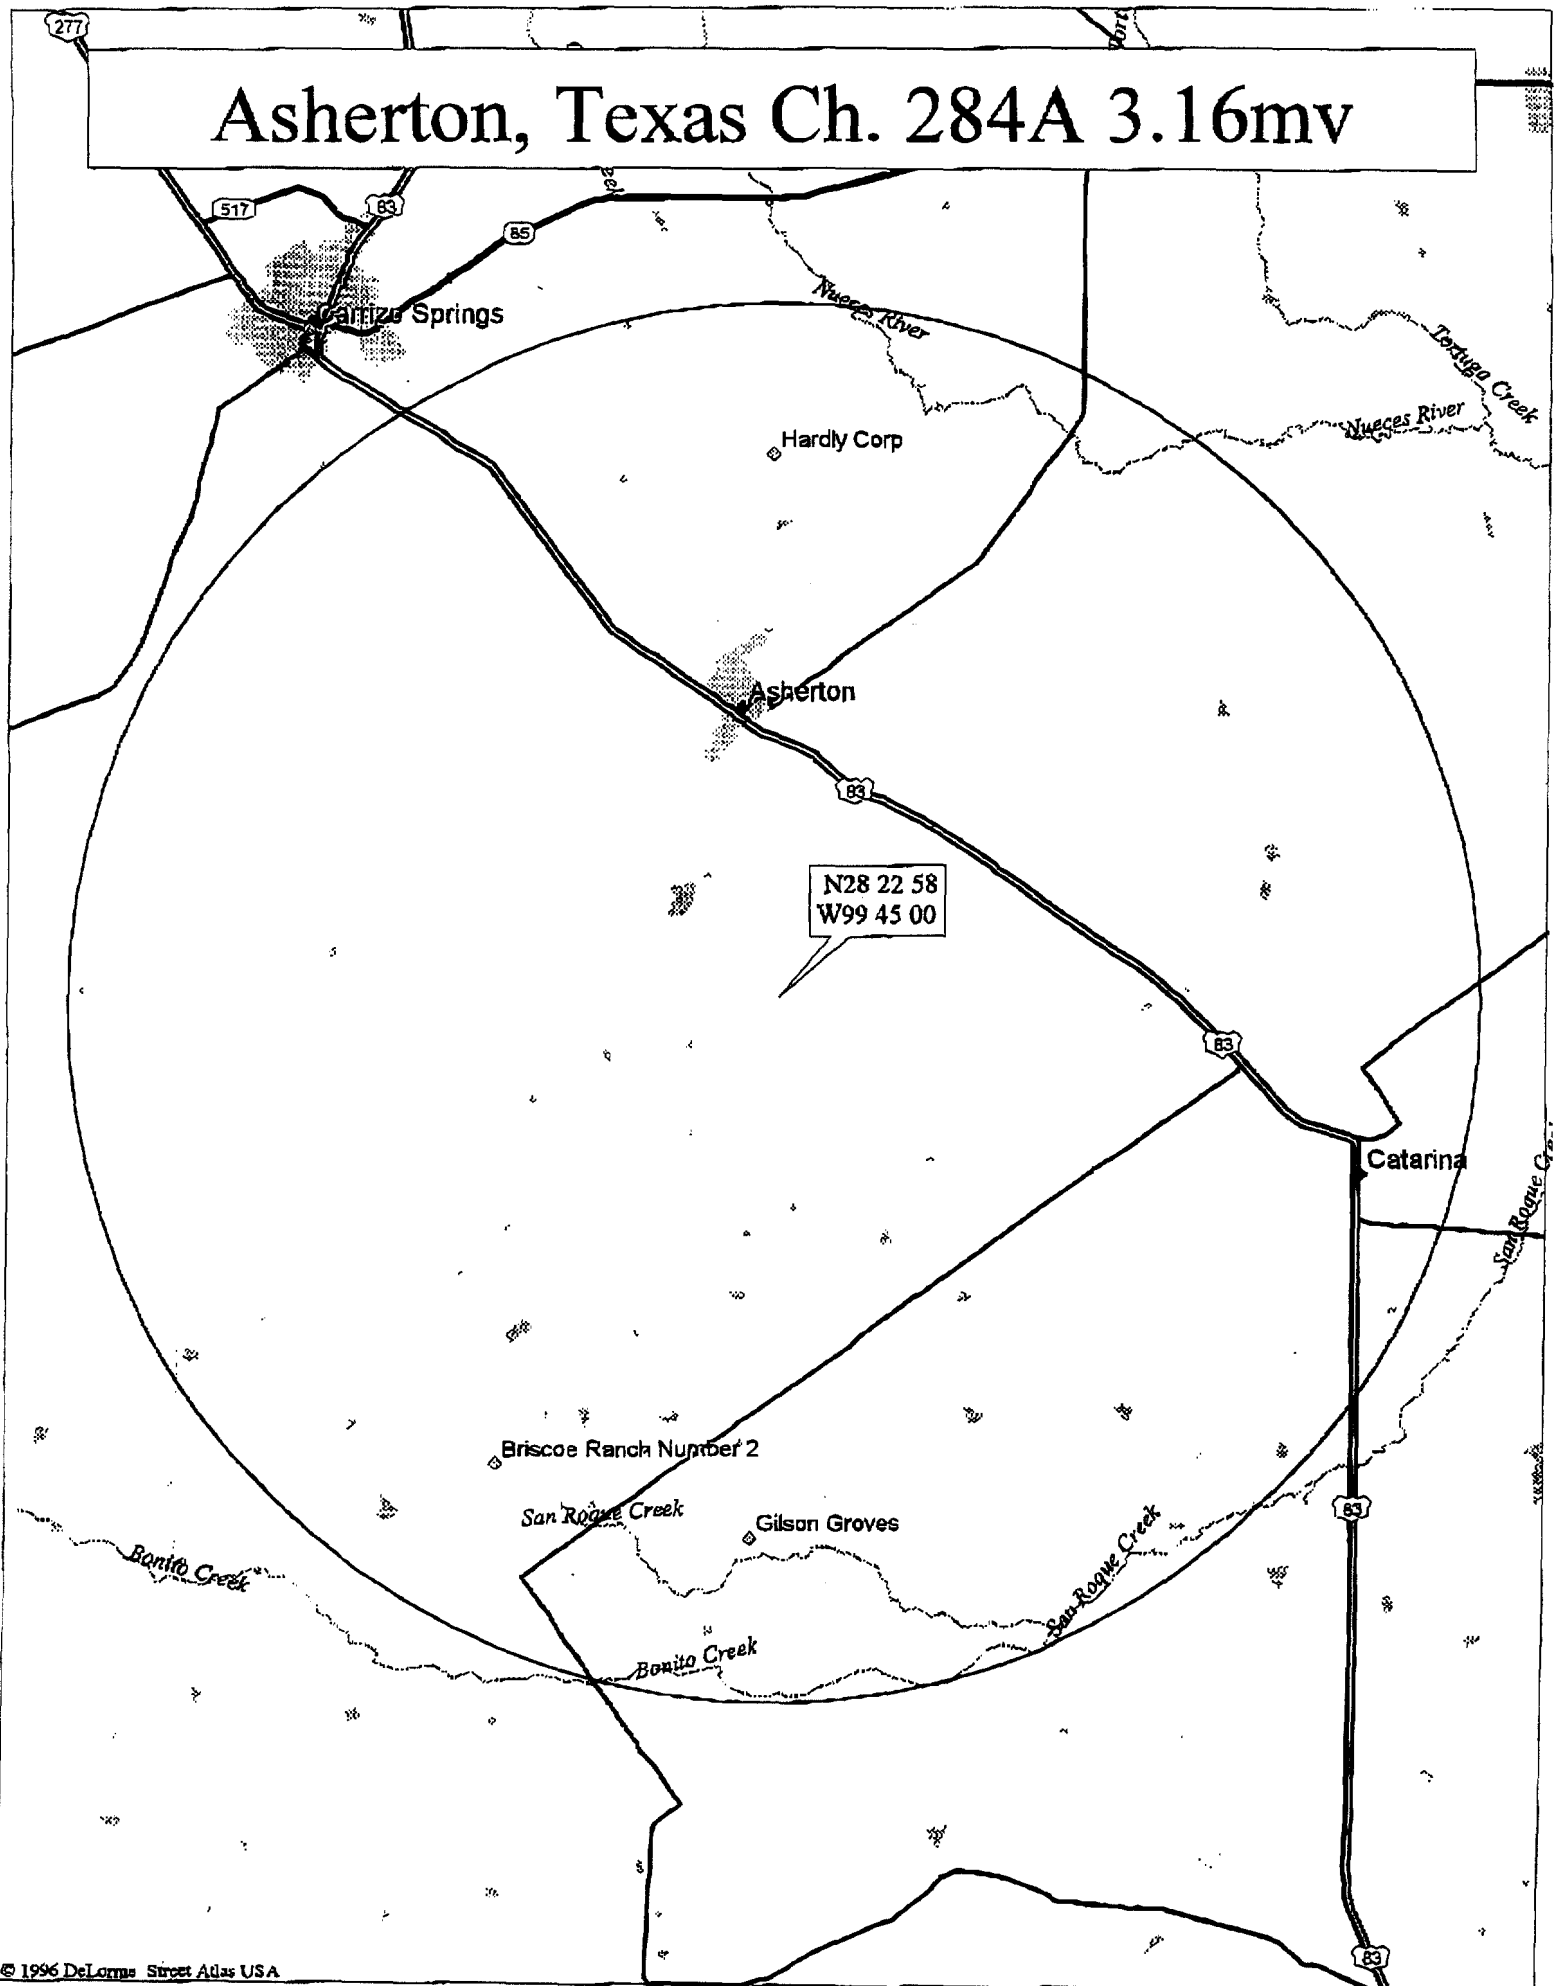 277
Asherton, Texas Ch. 284A 3.16mv
517
83
85
Carrizo Springs
Nueces River
Tortuga Creek
Nueces River
Hardly Corp
Asherton
83
N28 22 58
W99 45 00
83
Catarina
San Roque
Briscoe Ranch Number 2
San Roque Creek
Gilson Groves
San Roque Creek
83
Bonito Creek
Bonito Creek
83
© 1996 DeLorme Street Atlas USA